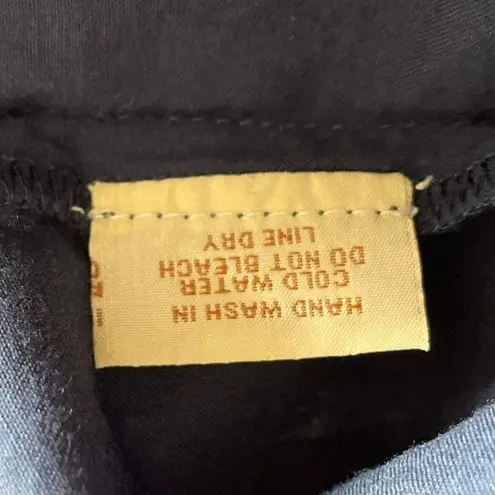 HAND WASH IN
COLD WATER
DO NOT BLEACH
LINE DRY